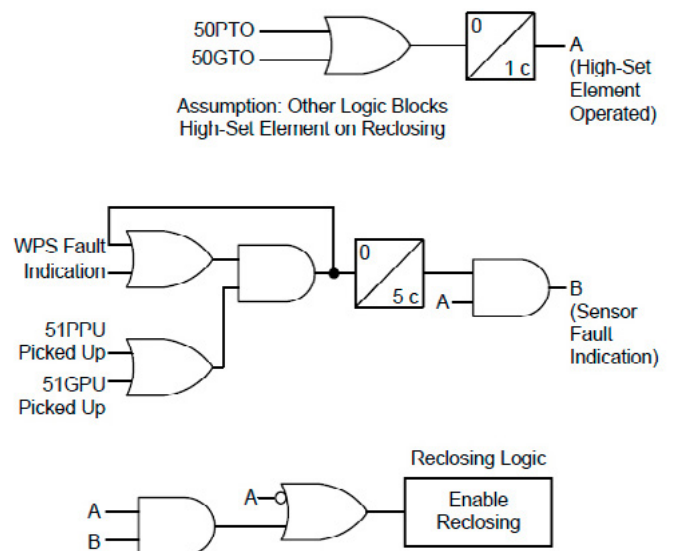 50PTO
50GTO
0
1 c
A
(High-Set
Element
Operated)
Assumption: Other Logic Blocks
High-Set Element on Reclosing
WPS Fault
Indication
0
5 c
A
B
(Sensor
Fault
Indication)
51PPU
Picked Up
51GPU
Picked Up
Reclosing Logic
A
B
A
Enable
Reclosing